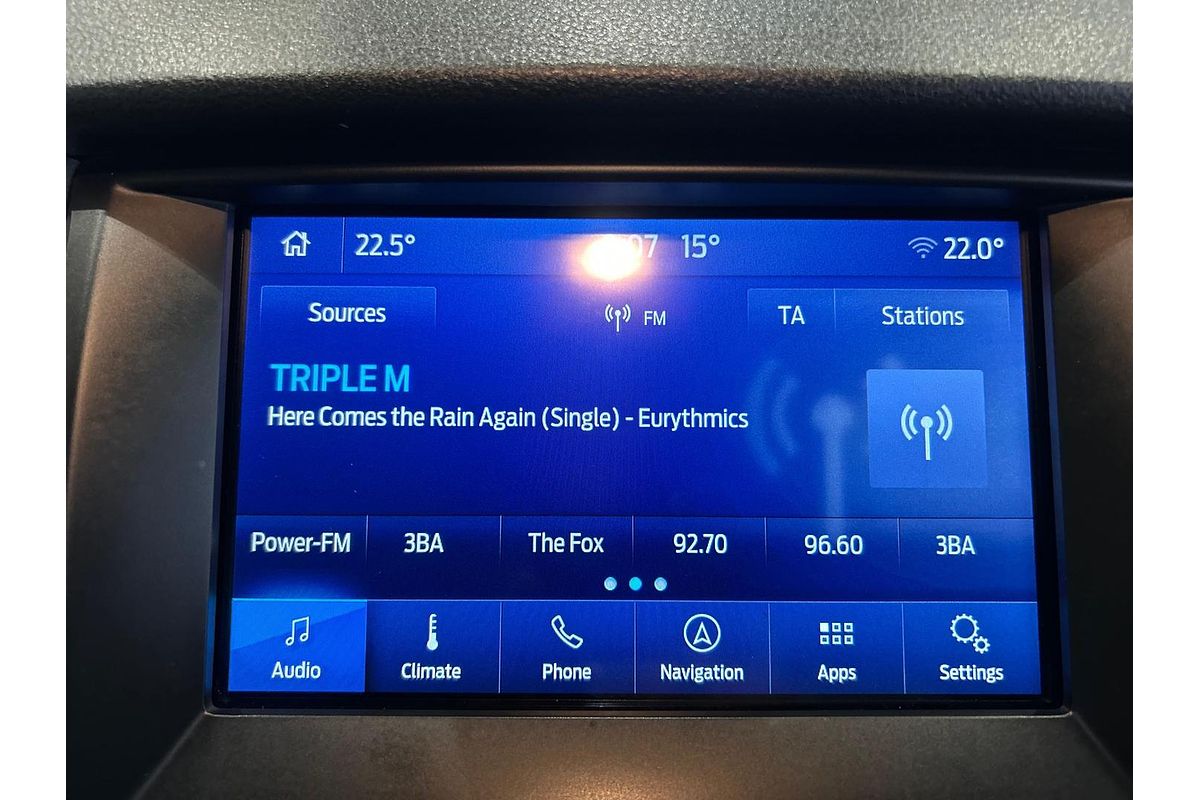 22.5° 07 15° 22.0°
Sources FM TA Stations
TRIPLE M
Here Comes the Rain Again (Single) - Eurythmics
Power-FM 3BA The Fox 92.70 96.60 3BA
Audio Climate Phone Navigation Apps Settings